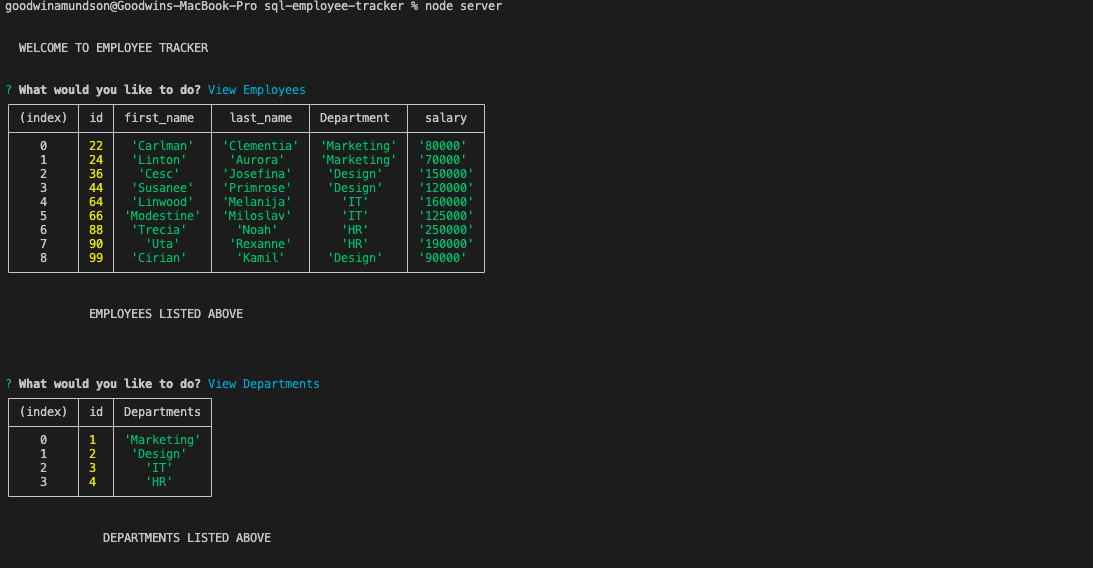 goodwinamundson@Goodwins-MacBook-Pro sql-employee-tracker % node server
WELCOME TO EMPLOYEE TRACKER
? What would you like to do? View Employees
(index) id first_name last_name Department salary
0 22 'Carlman' 'Clementia' 'Marketing' '80000'
1 24 'Linton' 'Aurora' 'Marketing' '70000'
2 36 'Cesc' 'Josefina' 'Design' '150000'
3 44 'Susanee' 'Primrose' 'Design' '120000'
4 64 'Linwood' 'Melanija' 'IT' '160000'
5 66 'Modestine' 'Miloslav' 'IT' '125000'
6 88 'Trecia' 'Noah' 'HR' '250000'
7 90 'Uta' 'Rexanne' 'HR' '190000'
8 99 'Cirian' 'Kamil' 'Design' '90000'
EMPLOYEES LISTED ABOVE
? What would you like to do? View Departments
(index) id Departments
0 1 'Marketing'
1 2 'Design'
2 3 'IT'
3 4 'HR'
DEPARTMENTS LISTED ABOVE